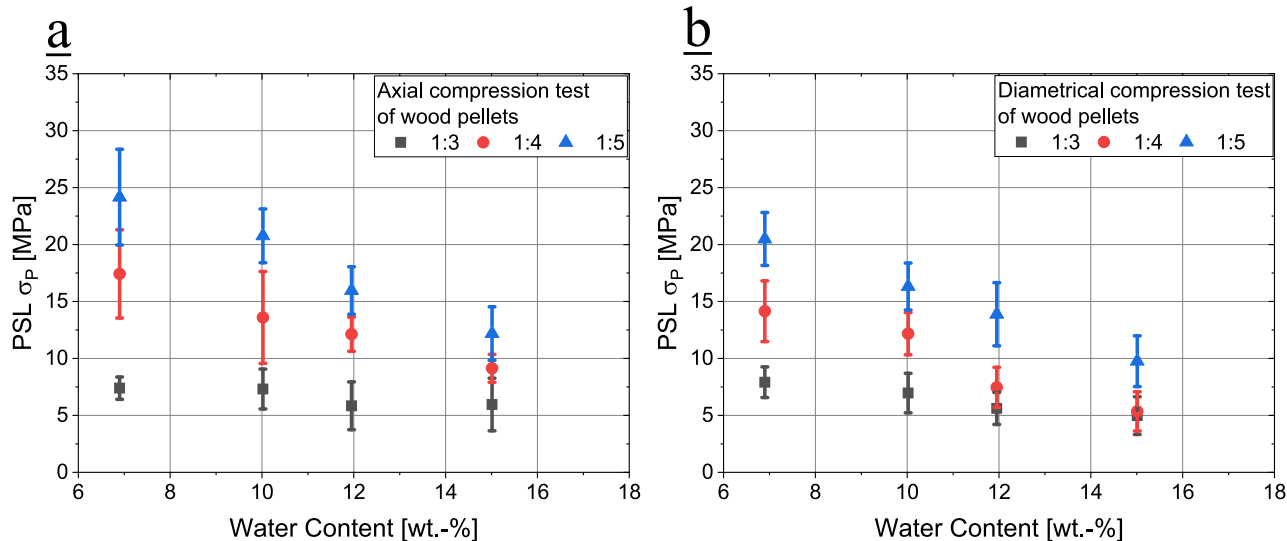 a
35
30
25
20
15
10
5
0
PSL σP [MPa]
Axial compression test
of wood pellets
1:3 1:4 1:5
6 8 10 12 14 16 18
Water Content [wt.-%]
b
35
30
25
20
15
10
5
0
PSL σP [MPa]
Diametrical compression test
of wood pellets
1:3 1:4 1:5
6 8 10 12 14 16 18
Water Content [wt.-%]